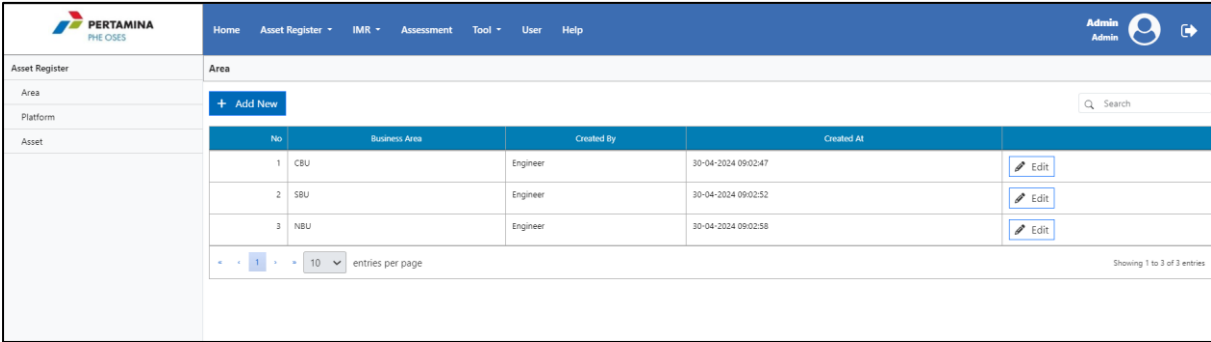 PERTAMINA
PHE OSES
Home Asset Register IMR Assessment Tool User Help
Admin
Admin
Asset Register
Area
Platform
Asset
Area
+ Add New
Search
No Business Area Created By Created At
1 CBU Engineer 30-04-2024 09:02:47 Edit
2 SBU Engineer 30-04-2024 09:02:52 Edit
3 NBU Engineer 30-04-2024 09:02:58 Edit
« ‹ 1 › » 10 entries per page
Showing 1 to 3 of 3 entries